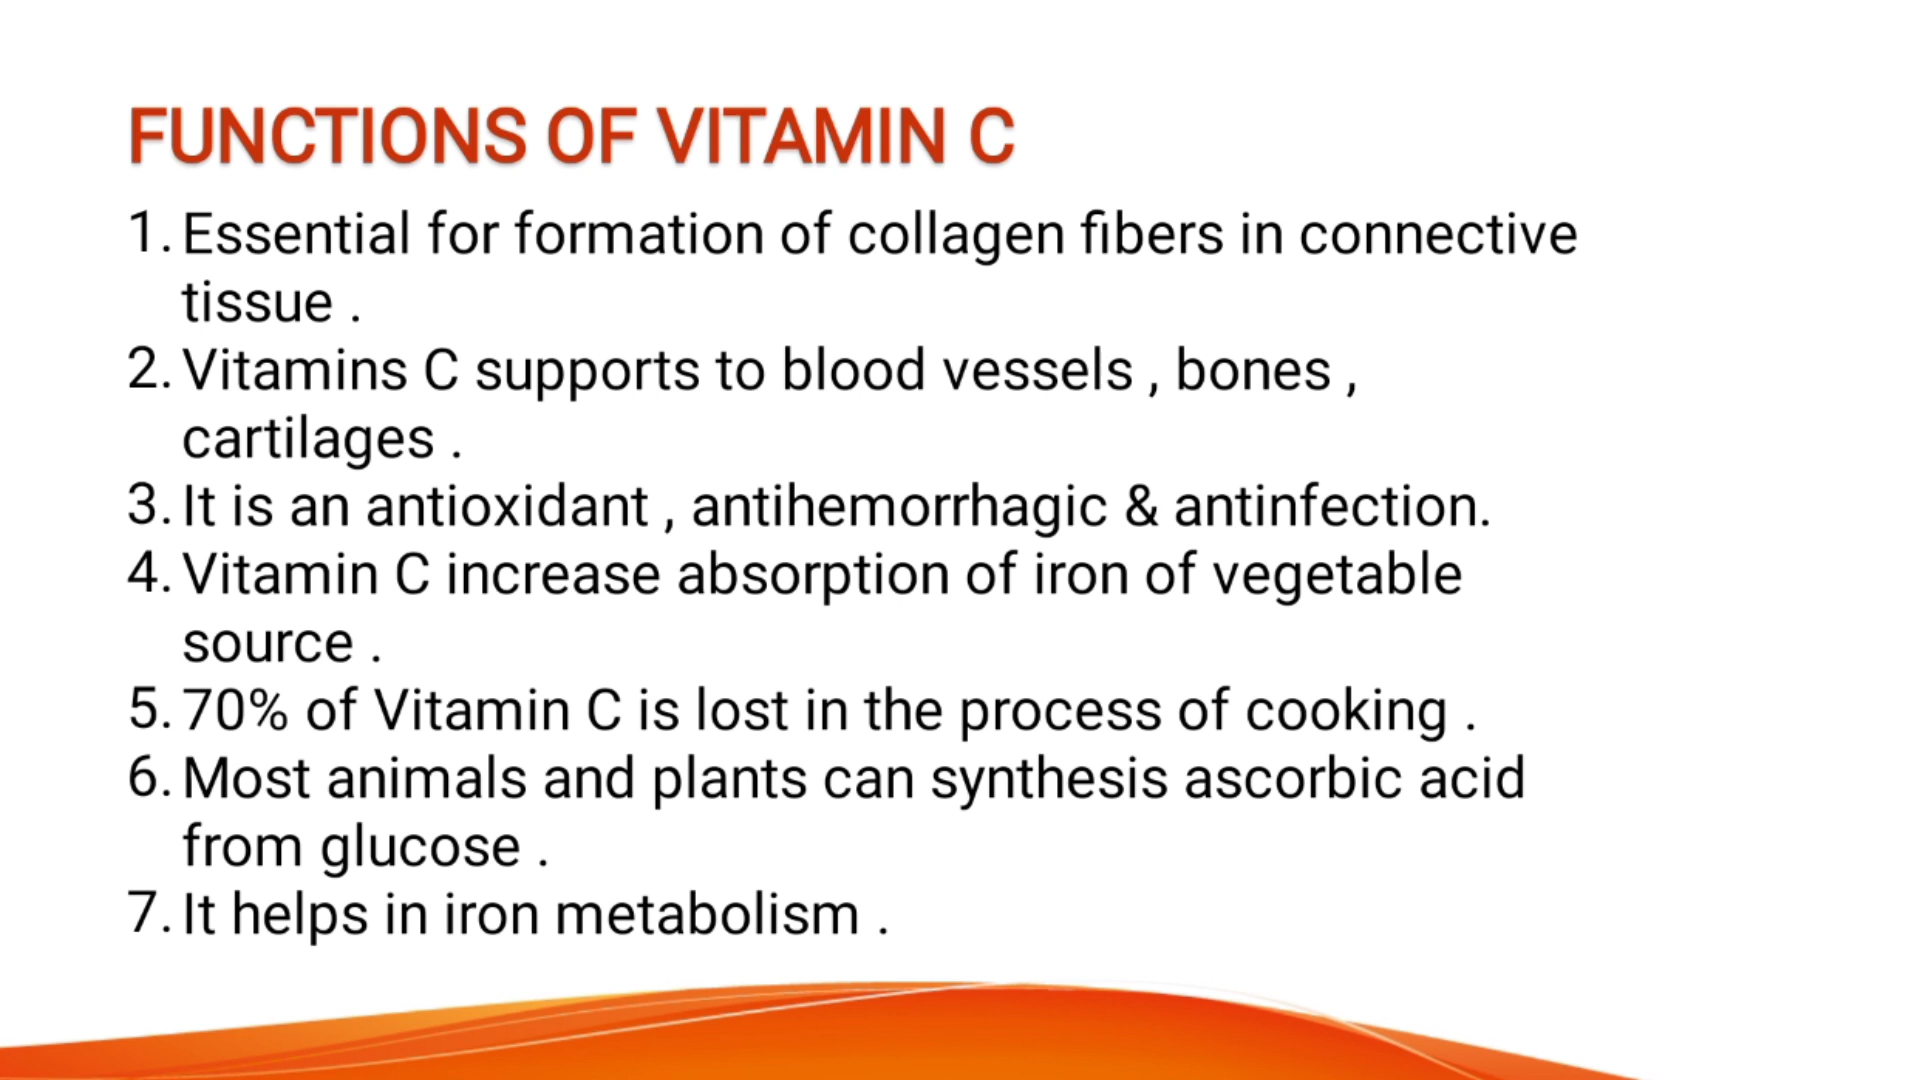 FUNCTIONS OF VITAMIN C
1. Essential for formation of collagen fibers in connective
tissue .
2. Vitamins C supports to blood vessels , bones ,
cartilages .
3. It is an antioxidant , antihemorrhagic & antinfection.
4. Vitamin C increase absorption of iron of vegetable
source .
5. 70% of Vitamin C is lost in the process of cooking .
6. Most animals and plants can synthesis ascorbic acid
from glucose .
7. It helps in iron metabolism .